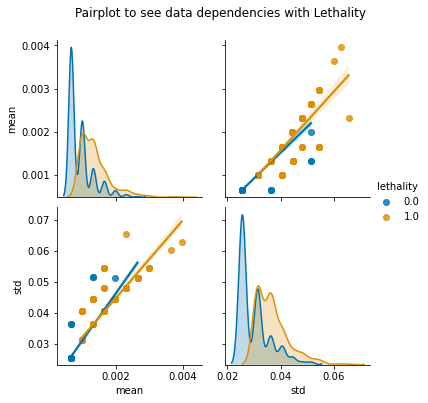 Pairplot to see data dependencies with Lethality
0.004
0.003
0.002
0.001
mean
mean
lethality
0.0
1.0
0.07
0.06
0.05
0.04
0.03
std
std
0.002
0.004
0.02
0.04
0.06
mean
std